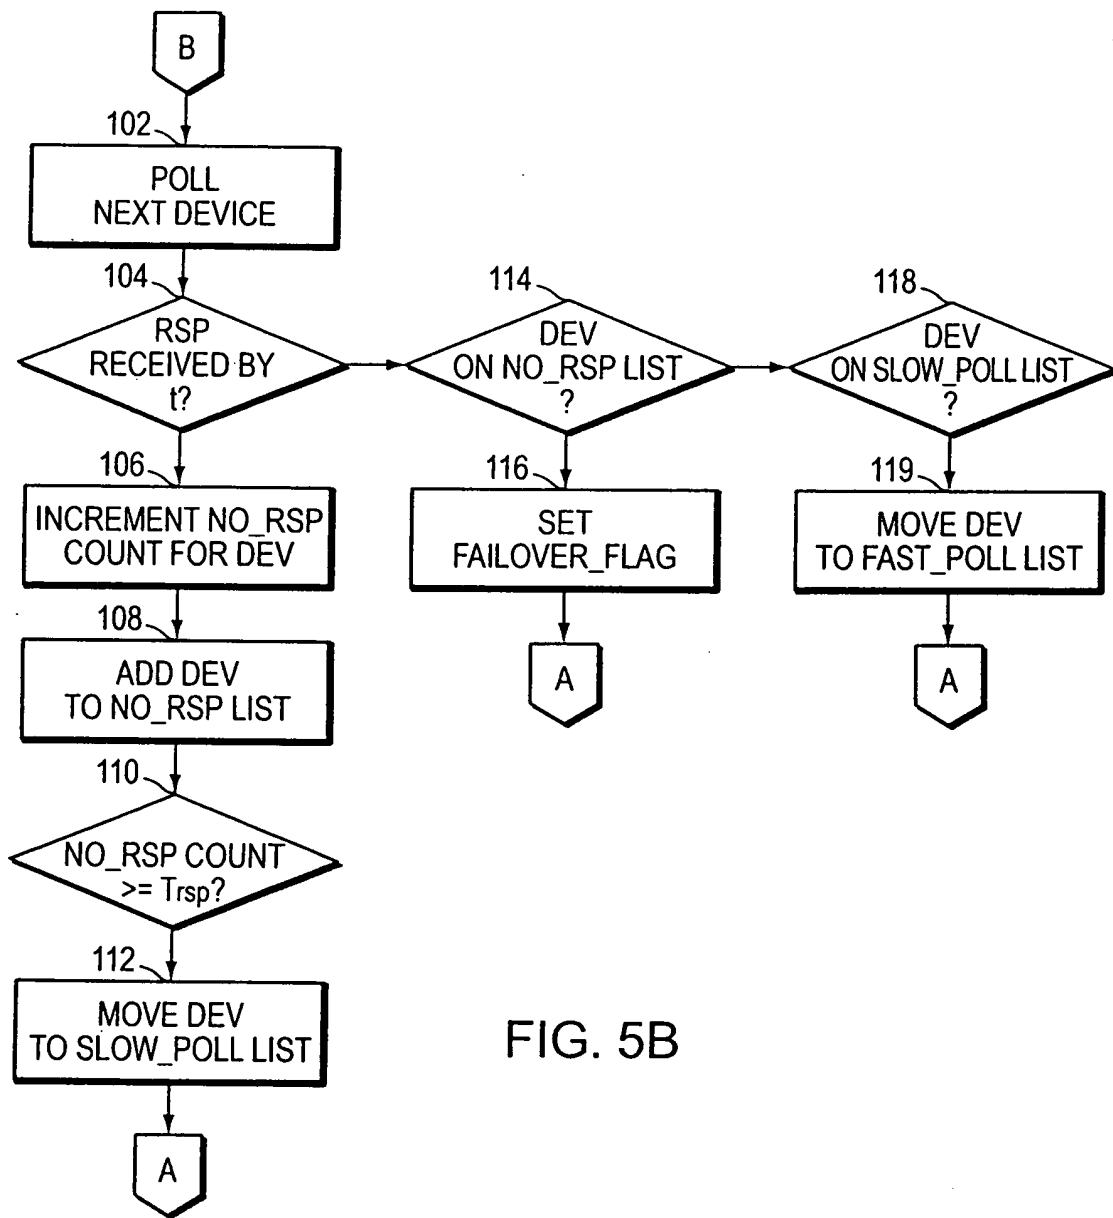 B
102
POLL
NEXT DEVICE
104
RSP
RECEIVED BY
t?
114
DEV
ON NO_RSP LIST
?
118
DEV
ON SLOW_POLL LIST
?
106
INCREMENT NO_RSP
COUNT FOR DEV
116
SET
FAILOVER_FLAG
119
MOVE DEV
TO FAST_POLL LIST
108
ADD DEV
TO NO_RSP LIST
A
A
110
NO_RSP COUNT
>= Trsp?
112
MOVE DEV
TO SLOW_POLL LIST
A
FIG. 5B